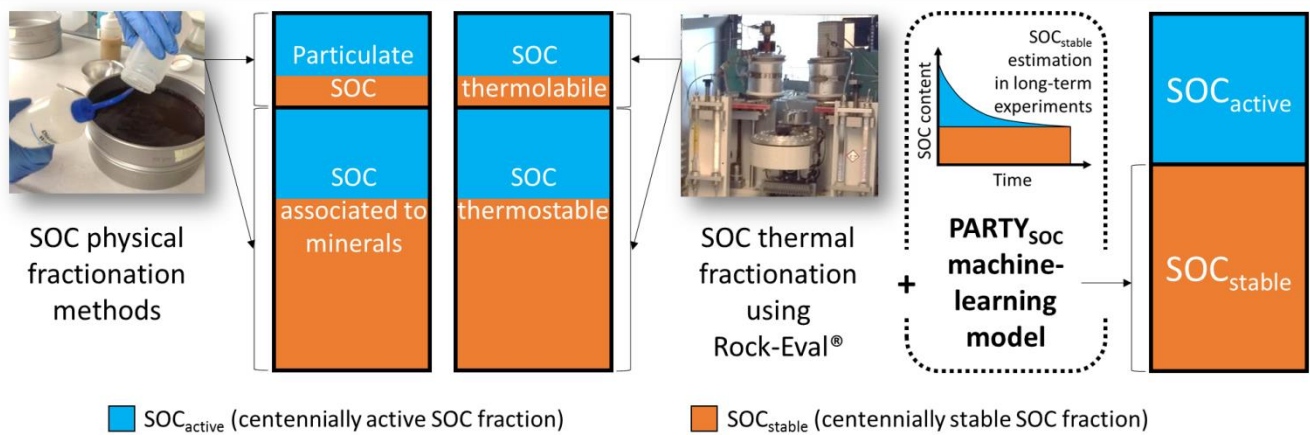 Particulate
SOC
SOC
associated to
minerals
SOC
thermolabile
SOC
thermostable
SOC physical
fractionation
methods
SOC thermal
fractionation
using
Rock-Eval®
+
SOCstable
estimation
in long-term
experiments
SOC content
Time
PARTYSOC
machine-
learning
model
SOCactive
SOCstable
SOCactive (centennially active SOC fraction)
SOCstable (centennially stable SOC fraction)